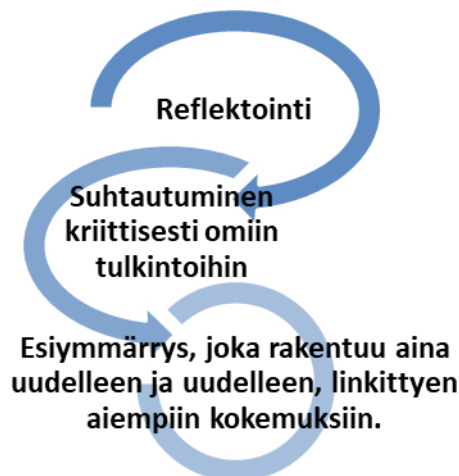 Reflektointi
Suhtautuminen
kriittisesti omiin
tulkintoihin
Esiymmärrys, joka rakentuu aina
uudelleen ja uudelleen, linkittyen
aiempiin kokemuksiin.